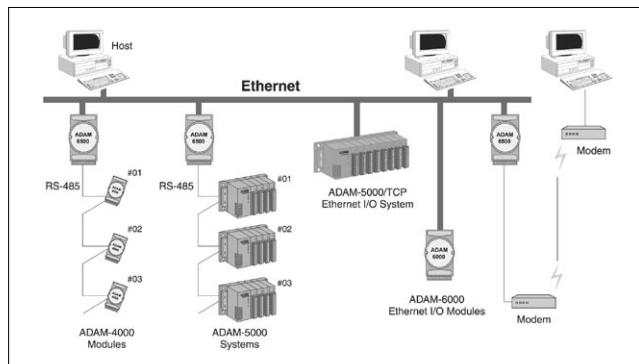 Host
Ethernet
ADAM
6500
ADAM
6500
ADAM
6500
RS-485
#01
#02
#03
ADAM-4000
Modules
RS-485
#01
#02
#03
ADAM-5000
Systems
ADAM-5000/TCP
Ethernet I/O System
ADAM
6000
ADAM-6000
Ethernet I/O Modules
Modem
Modem